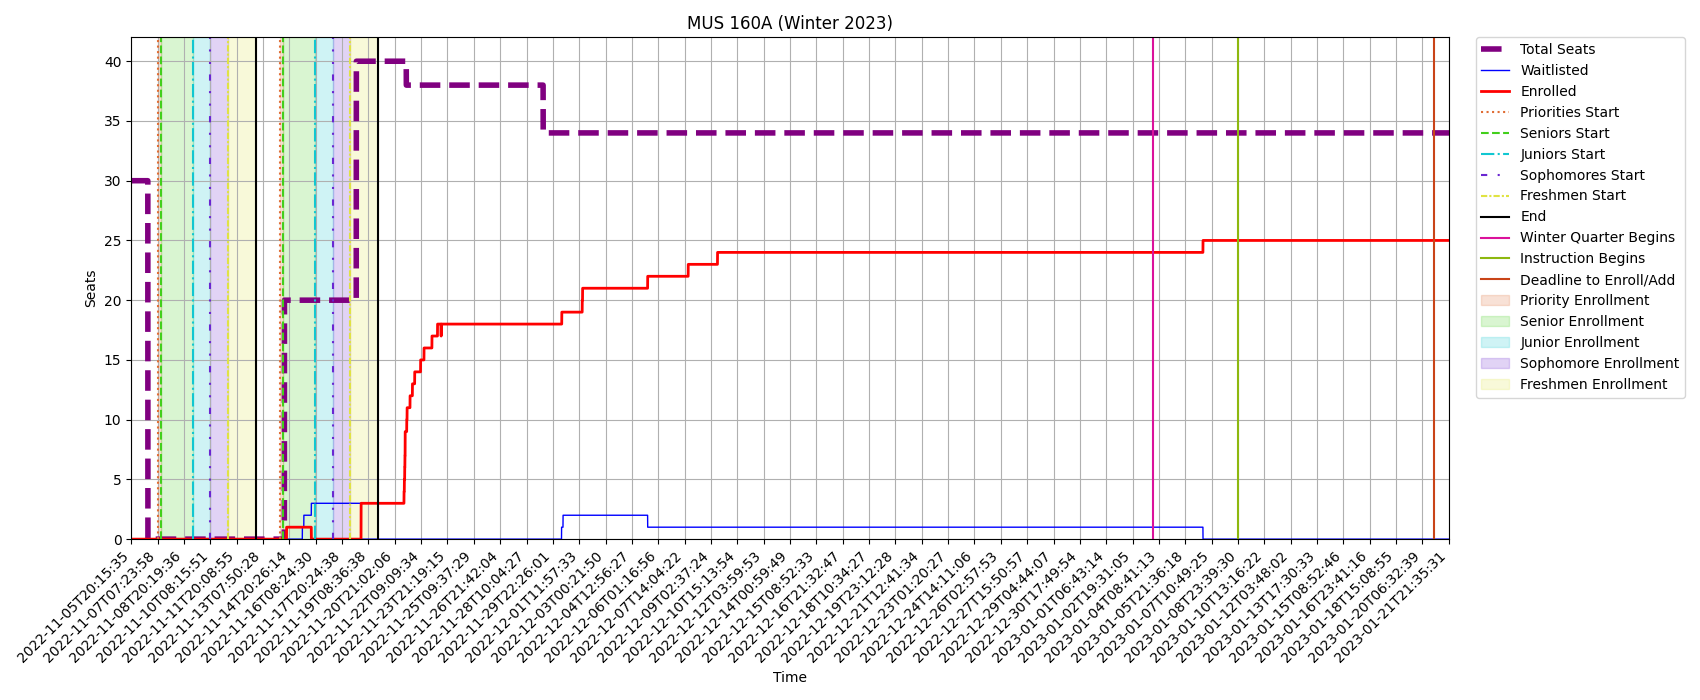 MUS 160A (Winter 2023)
Seats
40
35
30
25
20
15
10
5
0
2022-11-05T20:15:35
2022-11-07T07:23:58
2022-11-08T20:19:36
2022-11-10T08:15:51
2022-11-11T20:08:55
2022-11-13T07:50:28
2022-11-14T20:26:14
2022-11-16T08:24:30
2022-11-17T20:24:38
2022-11-19T08:36:38
2022-11-20T21:02:06
2022-11-22T09:09:34
2022-11-23T21:19:15
2022-11-25T09:37:29
2022-11-26T21:42:04
2022-11-28T10:04:27
2022-11-29T22:26:01
2022-12-01T11:57:33
2022-12-03T00:21:50
2022-12-04T12:56:27
2022-12-06T01:16:56
2022-12-07T14:04:22
2022-12-09T02:37:24
2022-12-10T15:13:54
2022-12-12T03:59:53
2022-12-14T00:59:49
2022-12-15T08:52:33
2022-12-16T21:32:47
2022-12-18T10:34:27
2022-12-19T23:12:28
2022-12-21T12:41:34
2022-12-23T01:20:27
2022-12-24T14:11:06
2022-12-26T02:57:53
2022-12-27T15:50:57
2022-12-29T04:44:07
2022-12-30T17:49:54
2023-01-01T06:43:14
2023-01-02T19:31:05
2023-01-04T08:41:13
2023-01-05T21:36:18
2023-01-07T10:49:25
2023-01-08T23:39:30
2023-01-10T13:16:22
2023-01-12T03:48:02
2023-01-13T17:30:33
2023-01-15T08:52:46
2023-01-16T23:41:16
2023-01-18T15:08:55
2023-01-20T06:32:39
2023-01-21T21:35:31
Time
Total Seats
Waitlisted
Enrolled
Priorities Start
Seniors Start
Juniors Start
Sophomores Start
Freshmen Start
End
Winter Quarter Begins
Instruction Begins
Deadline to Enroll/Add
Priority Enrollment
Senior Enrollment
Junior Enrollment
Sophomore Enrollment
Freshmen Enrollment